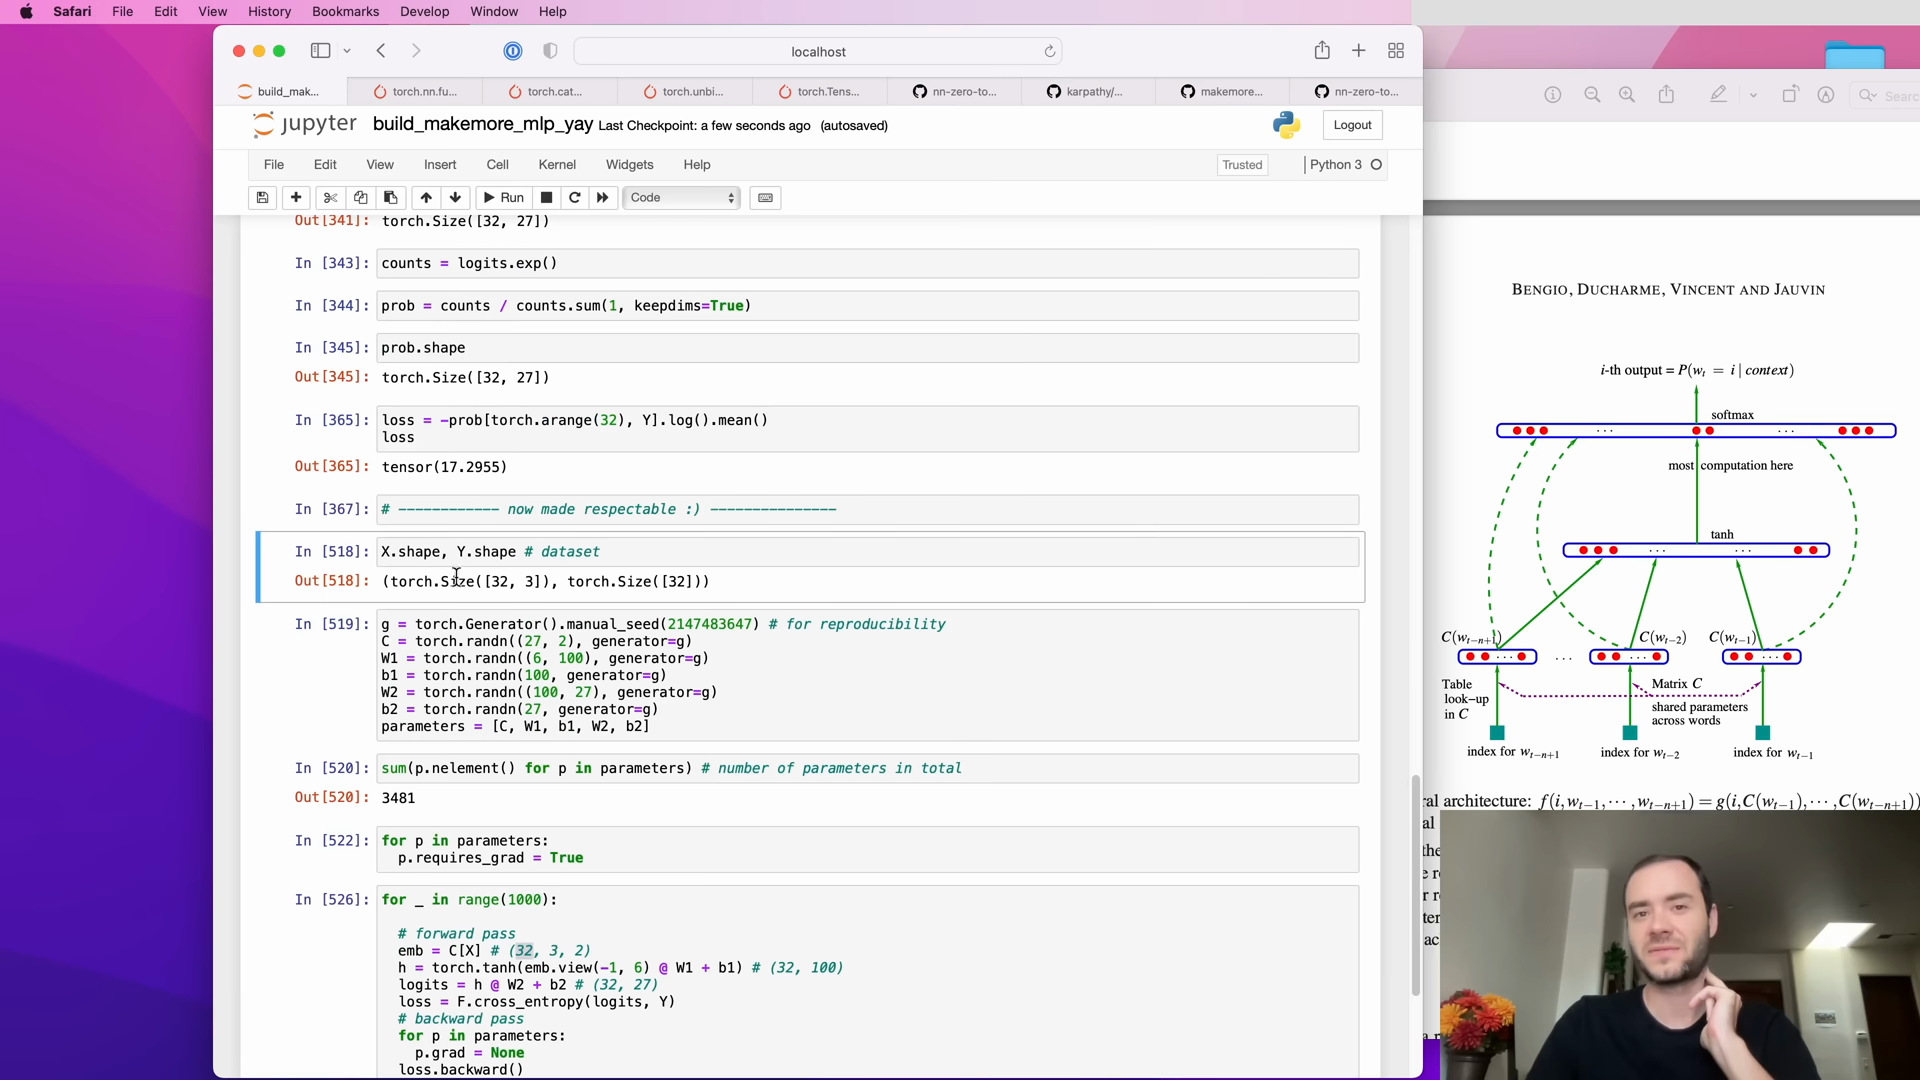 Safari File Edit View History Bookmarks Develop Window Help
localhost
build_mak...
torch.nn.fu...
torch.cat...
torch.unbi...
torch.Tens...
nn-zero-to...
karpathy/...
makemore...
nn-zero-to...
Searc
jupyter build_makemore_mlp_yay Last Checkpoint: a few seconds ago (autosaved)
Logout
File Edit View Insert Cell Kernel Widgets Help
Trusted
Python 3
Run
Code
Out[341]: torch.Size([32, 27])
In [343]: counts = logits.exp()
In [344]: prob = counts / counts.sum(1, keepdims=True)
In [345]: prob.shape
Out[345]: torch.Size([32, 27])
In [365]: loss = -prob[torch.arange(32), Y].log().mean()
loss
Out[365]: tensor(17.2955)
In [367]: # ------------ now made respectable :) ---------------
In [518]: X.shape, Y.shape # dataset
Out[518]: (torch.Size([32, 3]), torch.Size([32]))
In [519]: g = torch.Generator().manual_seed(2147483647) # for reproducibility
C = torch.randn((27, 2), generator=g)
W1 = torch.randn((6, 100), generator=g)
b1 = torch.randn(100, generator=g)
W2 = torch.randn((100, 27), generator=g)
b2 = torch.randn(27, generator=g)
parameters = [C, W1, b1, W2, b2]
In [520]: sum(p.nelement() for p in parameters) # number of parameters in total
Out[520]: 3481
In [522]: for p in parameters:
p.requires_grad = True
In [526]: for _ in range(1000):
# forward pass
emb = C[X] # (32, 3, 2)
h = torch.tanh(emb.view(-1, 6) @ W1 + b1) # (32, 100)
logits = h @ W2 + b2 # (32, 27)
loss = F.cross_entropy(logits, Y)
# backward pass
for p in parameters:
p.grad = None
loss.backward()
BENGIO, DUCHARME, VINCENT AND JAUVIN
i-th output = P(w_t = i | context)
softmax
. . .
. . .
most computation here
tanh
. . .
. . .
C(w_{t−n+1})
C(w_{t−2})
C(w_{t−1})
. . .
. . .
. . .
. . .
Table
look−up
in C
Matrix C
shared parameters
across words
index for w_{t−n+1}
index for w_{t−2}
index for w_{t−1}
ral architecture: f(i, w_{t−1}, ··· , w_{t−n+1}) = g(i, C(w_{t−1}), ··· , C(w_{t−n+1}))
al
the